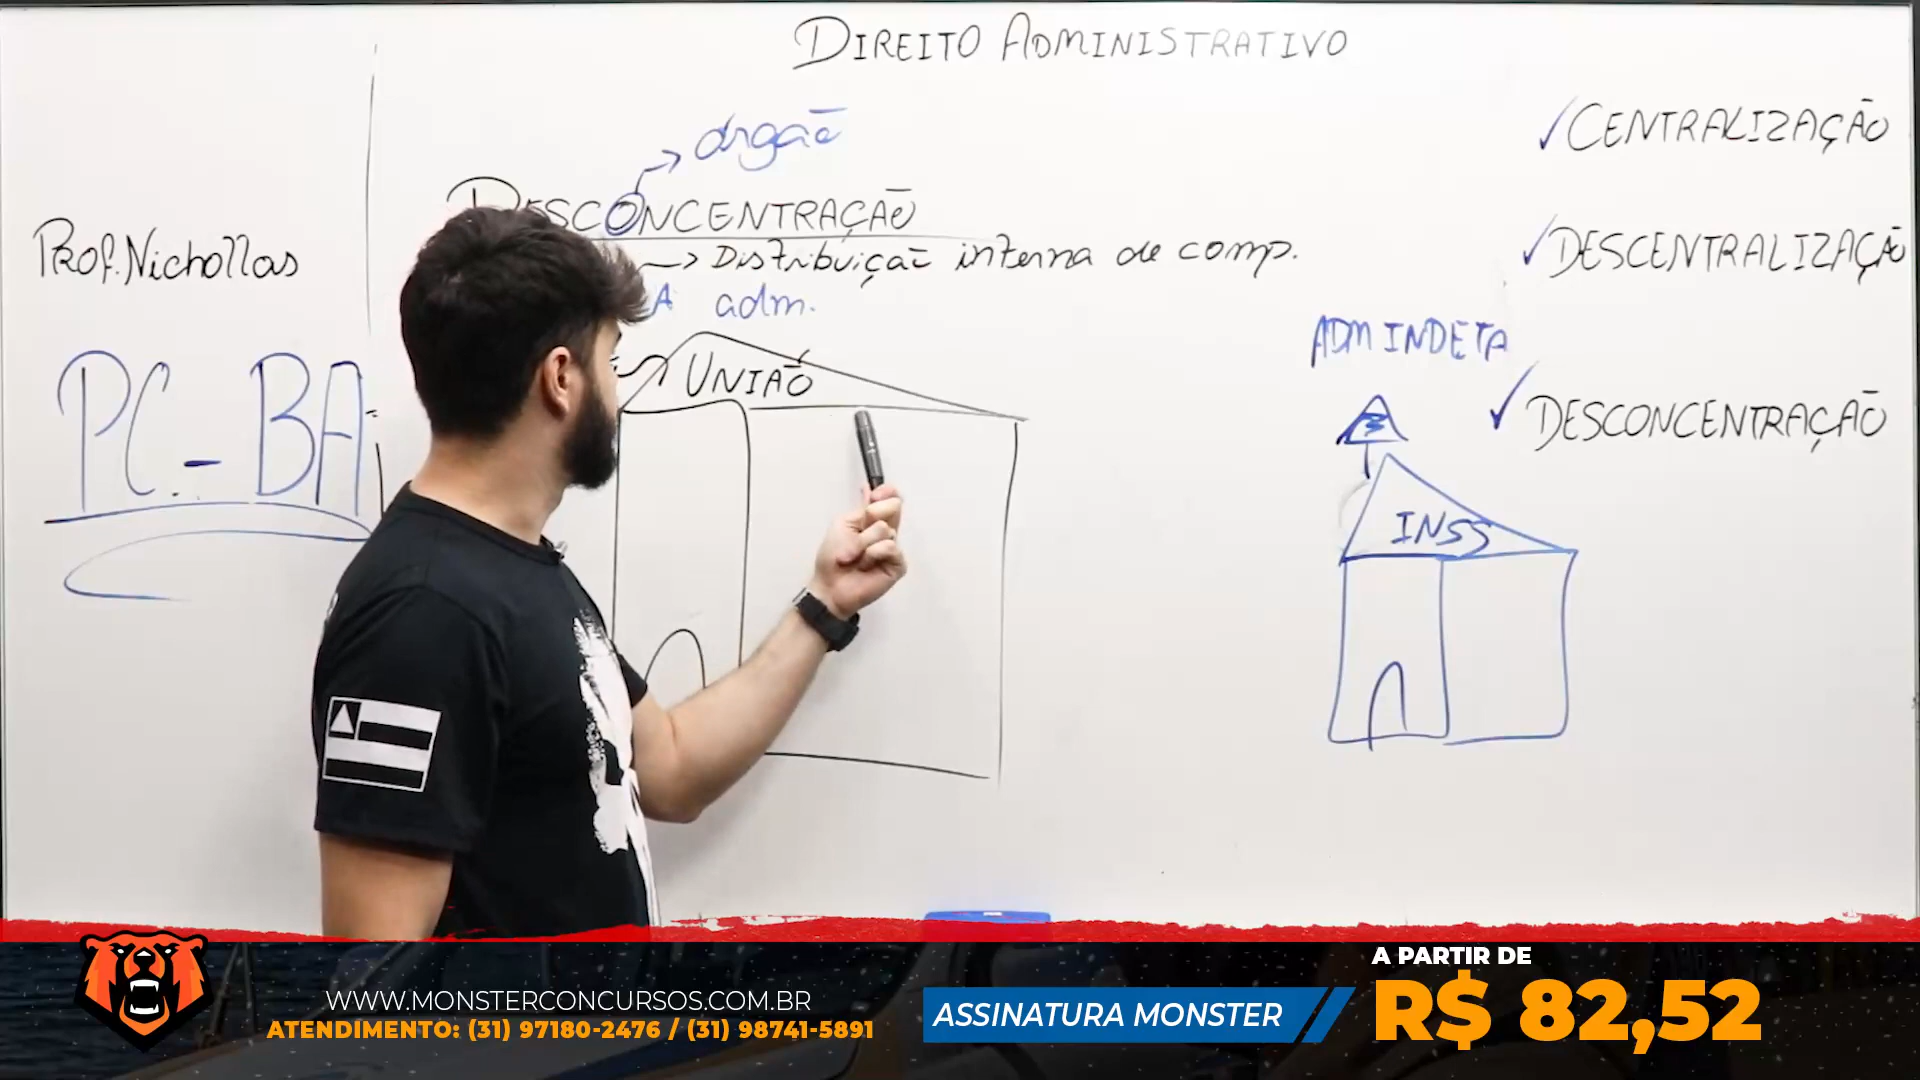 DIREITO ADMINISTRATIVO
órgão
DESCONCENTRAÇÃO
Distribuição interna de comp.
A adm.
UNIÃO
Prof. Nichollas
PC-BA
✓CENTRALIZAÇÃO
✓DESCENTRALIZAÇÃO
ADM INDETA
✓DESCONCENTRAÇÃO
INSS
WWW.MONSTERCONCURSOS.COM.BR
ATENDIMENTO: (31) 97180-2476 / (31) 98741-5891
ASSINATURA MONSTER
A PARTIR DE
R$ 82,52